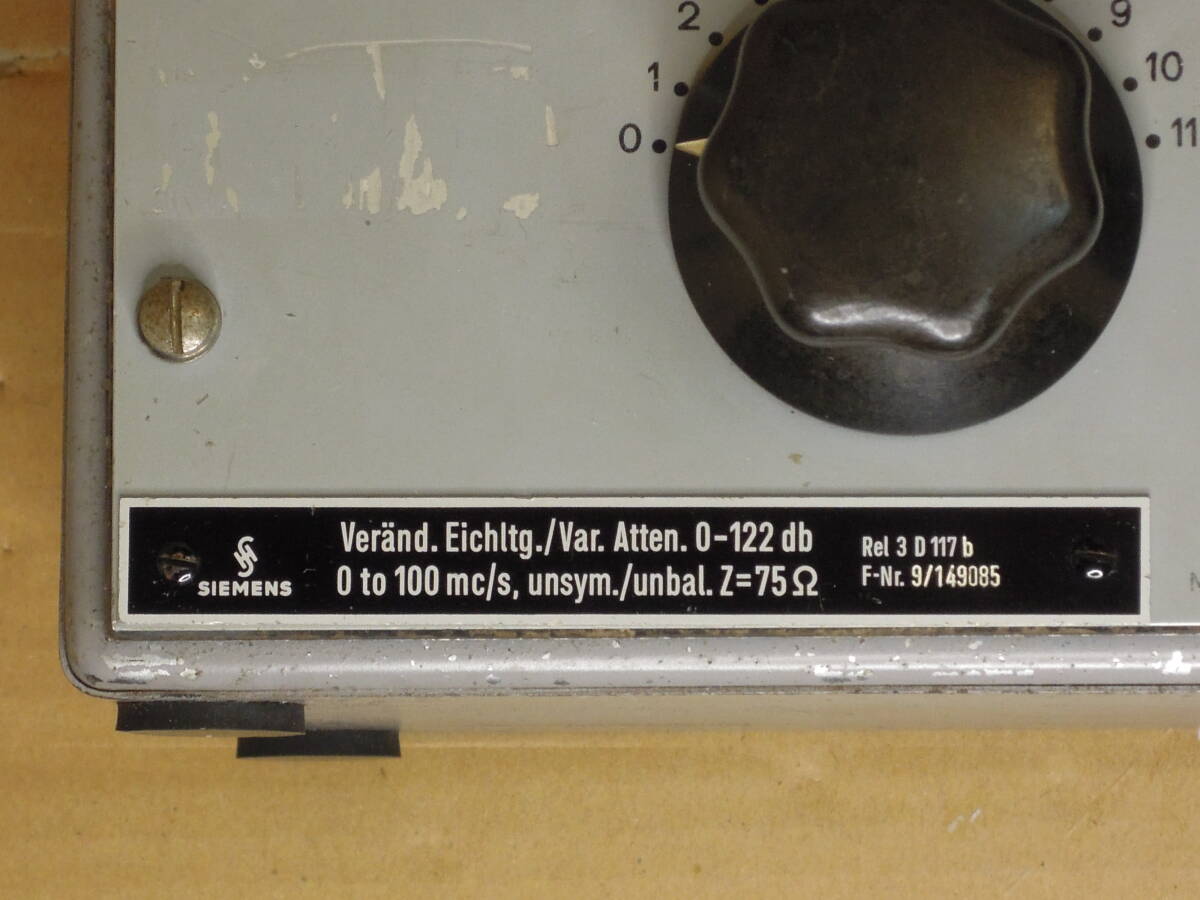 2
9
1
10
0
11
SIEMENS
Veränd. Eichltg./Var. Atten. 0-122 db
0 to 100 mc/s, unsym./unbal. Z=75Ω
Rel 3 D 117 b
F-Nr. 9/149085